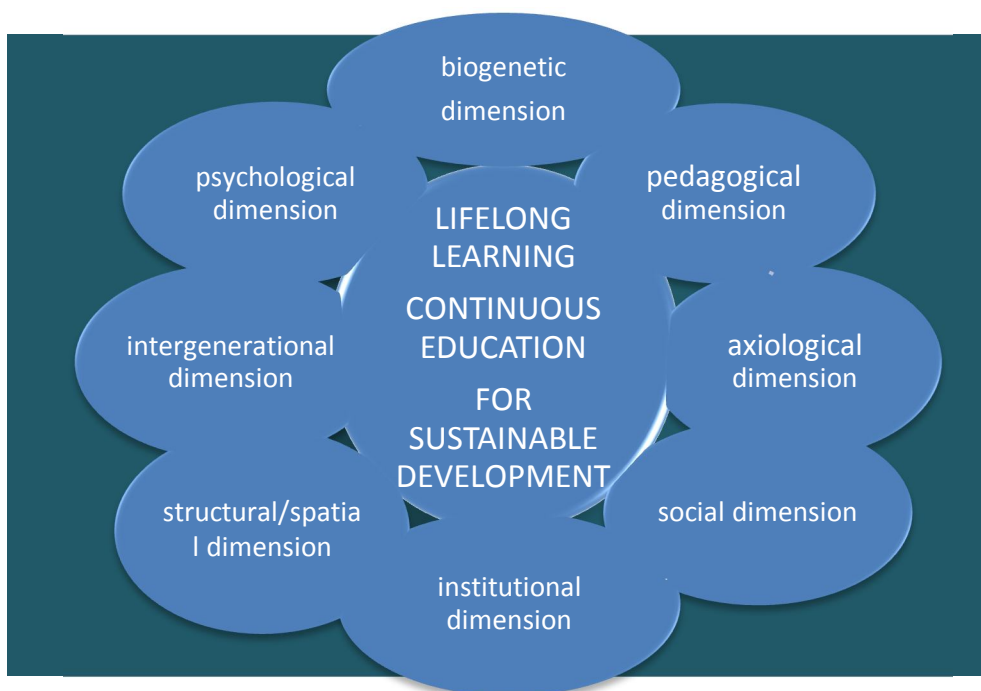 biogenetic
dimension
pedagogical
dimension
axiological
dimension
social dimension
institutional
dimension
structural/spatia
l dimension
intergenerational
dimension
psychological
dimension
LIFELONG
LEARNING
CONTINUOUS
EDUCATION
FOR
SUSTAINABLE
DEVELOPMENT